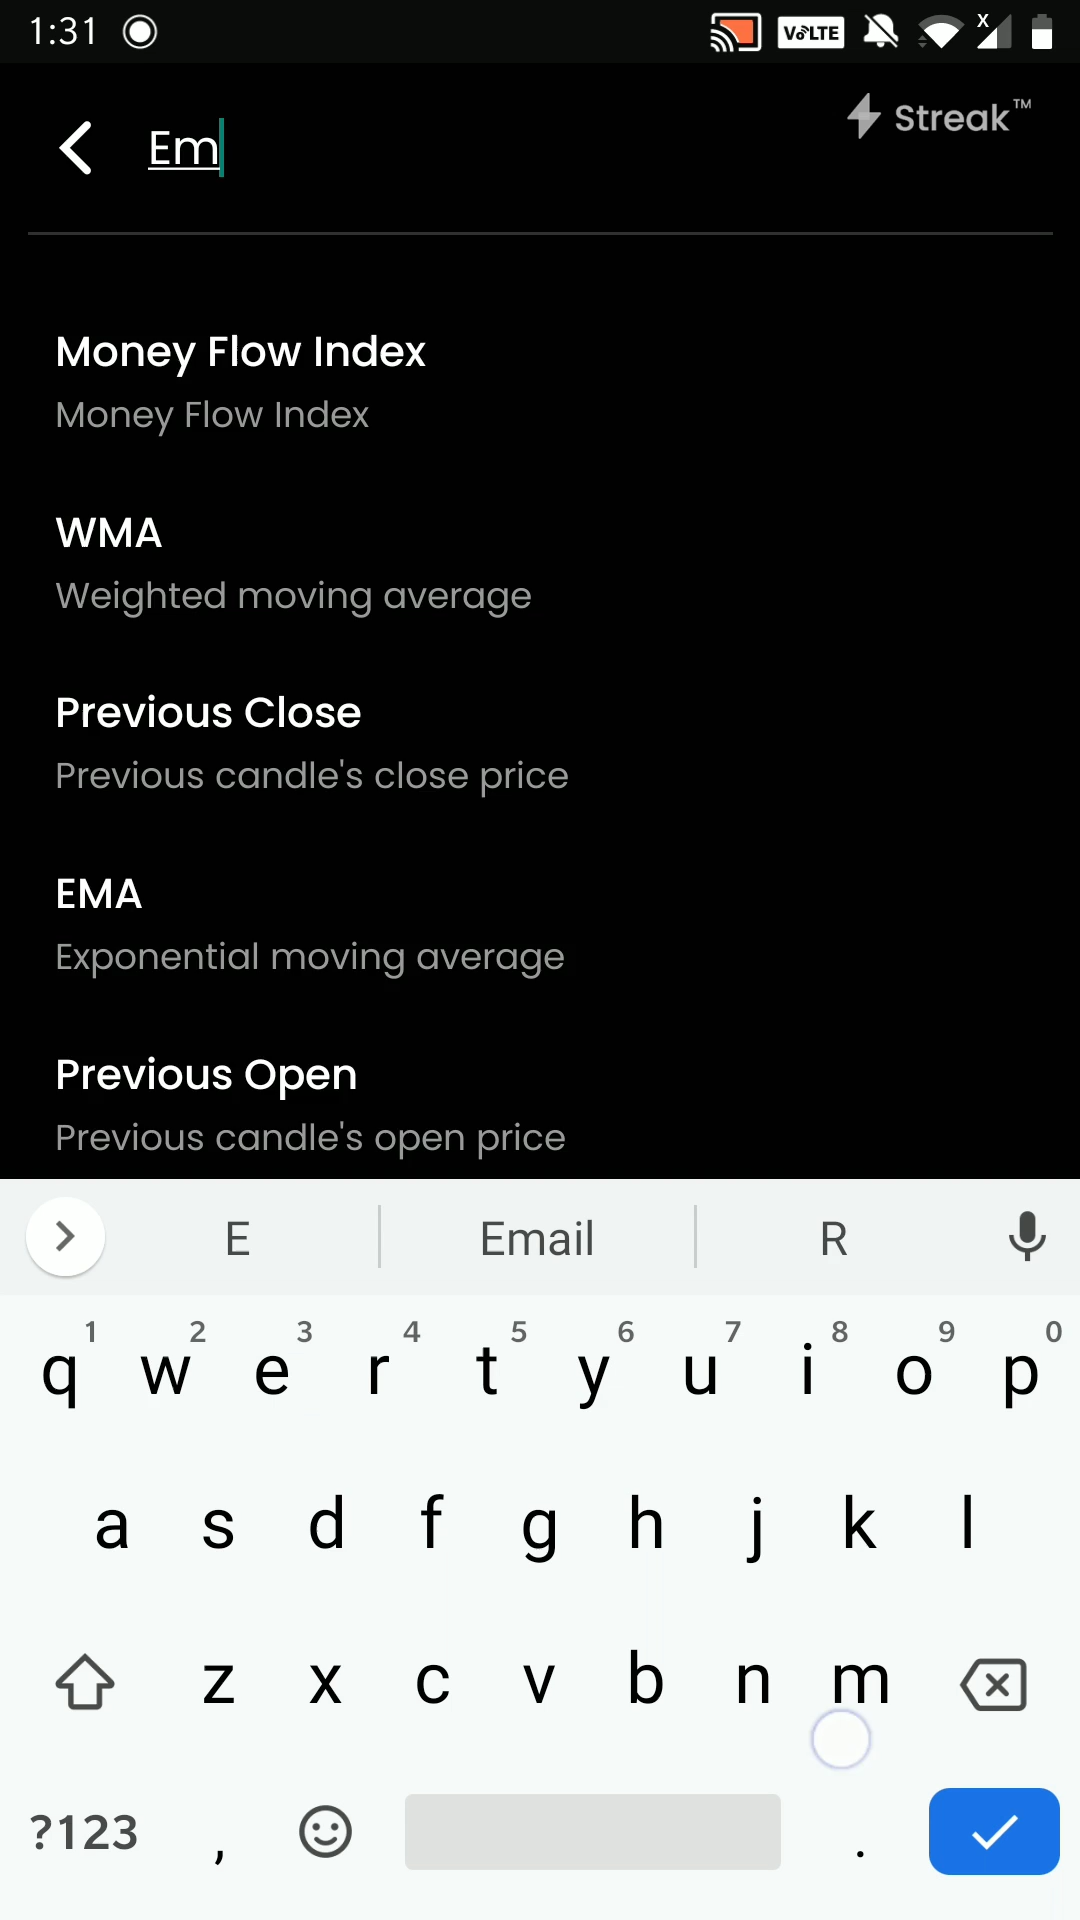 1:31 VoLTE X
Em
Streak™
Money Flow Index
Money Flow Index
WMA
Weighted moving average
Previous Close
Previous candle's close price
EMA
Exponential moving average
Previous Open
Previous candle's open price
E Email R
1 2 3 4 5 6 7 8 9 0
q w e r t y u i o p
a s d f g h j k l
z x c v b n m
?123 , .